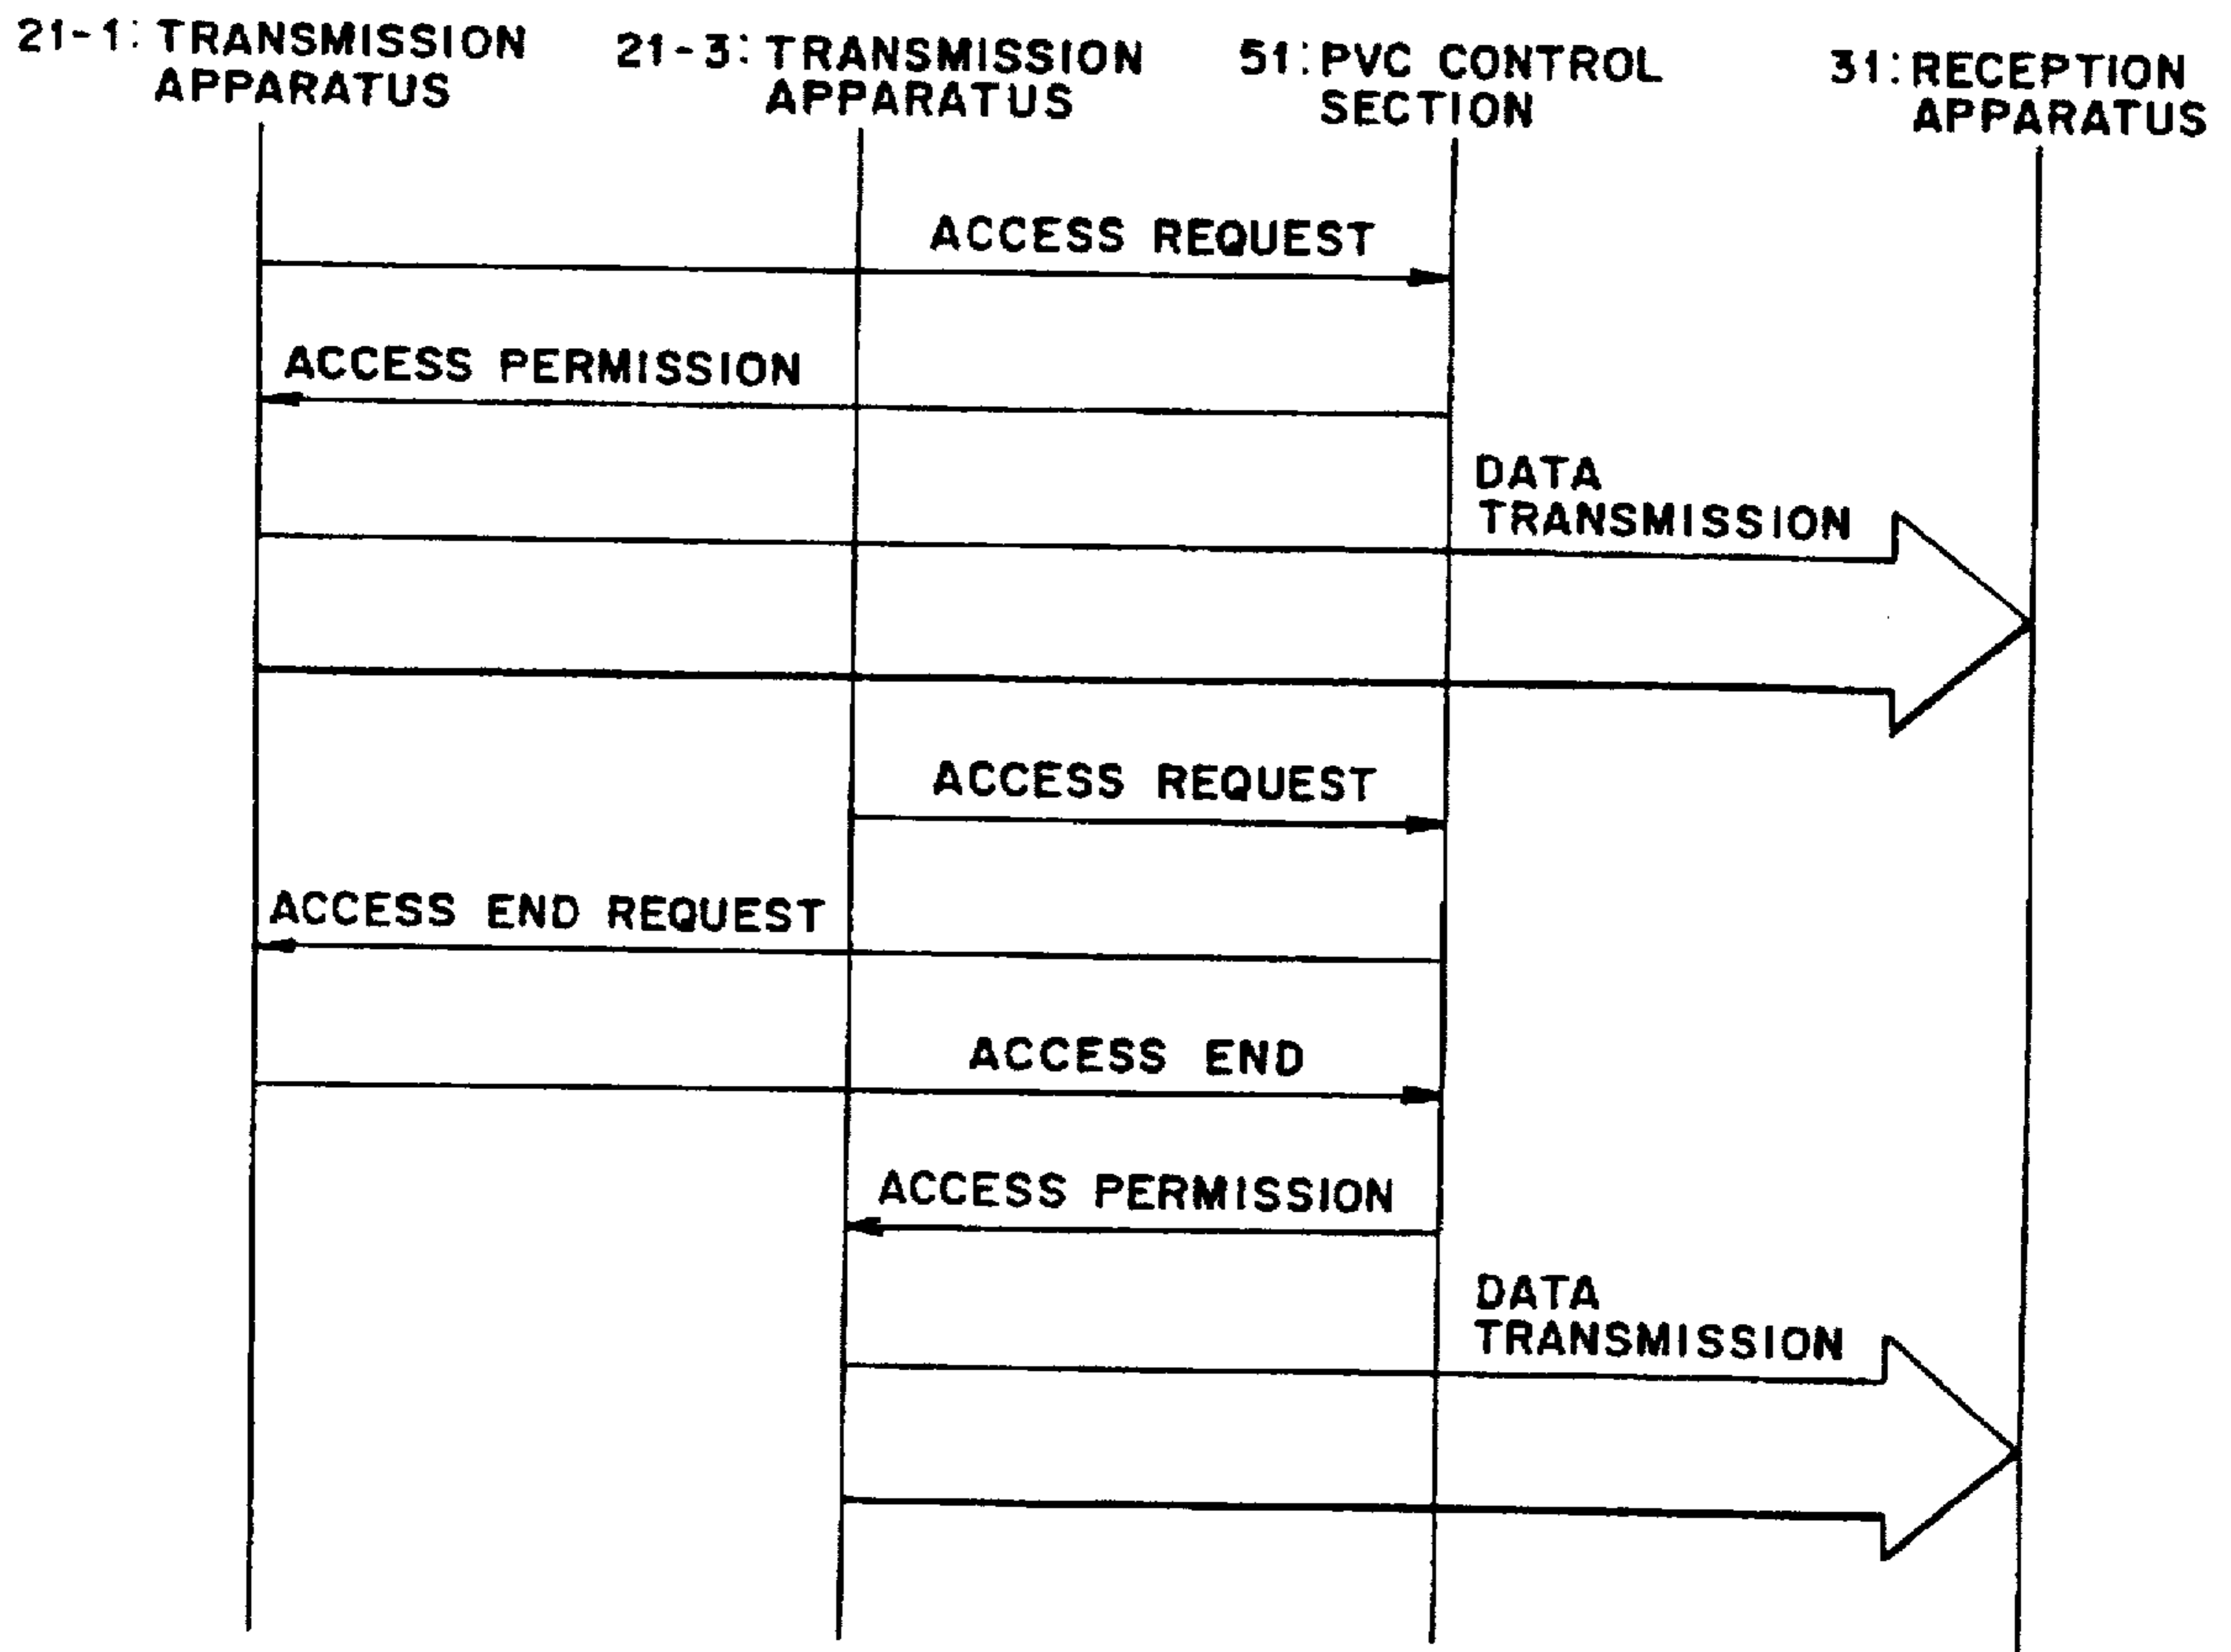 21-1: TRANSMISSION
APPARATUS
21-3: TRANSMISSION
APPARATUS
51: PVC CONTROL
SECTION
31: RECEPTION
APPARATUS
ACCESS REQUEST
ACCESS PERMISSION
DATA
TRANSMISSION
ACCESS REQUEST
ACCESS END REQUEST
ACCESS END
ACCESS PERMISSION
DATA
TRANSMISSION